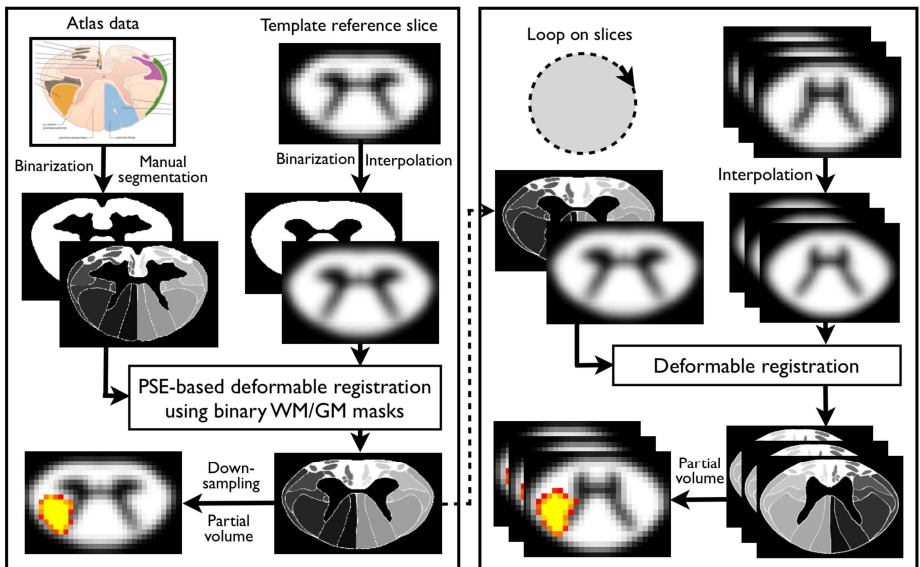 Atlas data
Template reference slice
Binarization
Manual
segmentation
Binarization
Interpolation
PSE-based deformable registration
using binary WM/GM masks
Down-
sampling
Partial
volume
Loop on slices
Interpolation
Deformable registration
Partial
volume